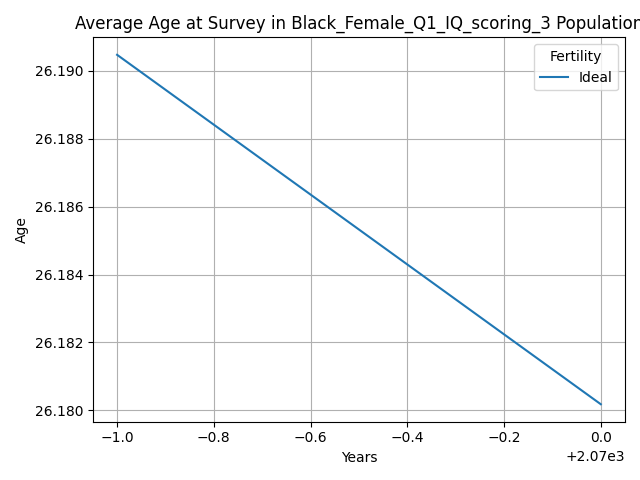 Average Age at Survey in Black_Female_Q1_IQ_scoring_3 Population
Fertility
Ideal
Age
26.190
26.188
26.186
26.184
26.182
26.180
−1.0 −0.8 −0.6 −0.4 −0.2 0.0
Years
+2.07e3